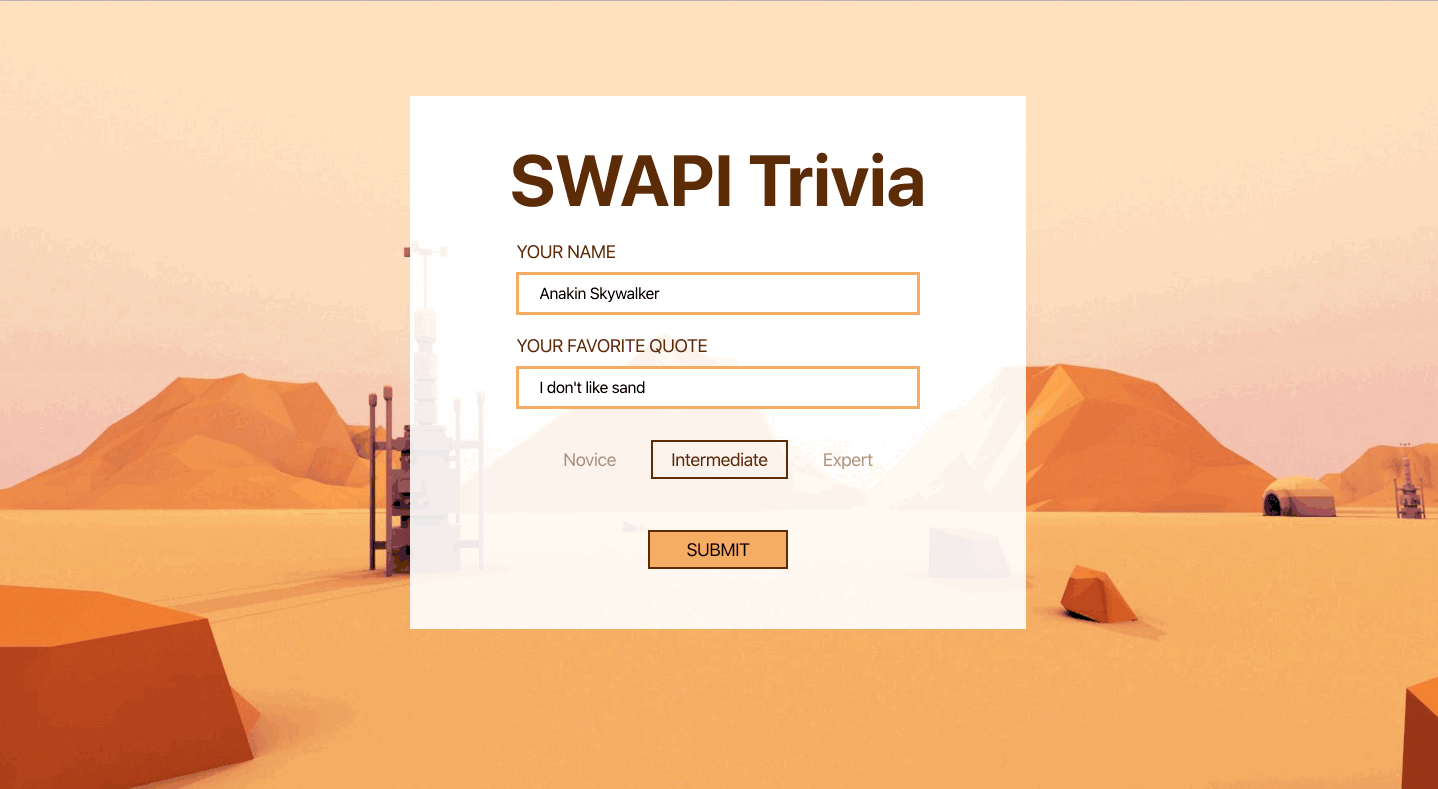 SWAPI Trivia
YOUR NAME
Anakin Skywalker
YOUR FAVORITE QUOTE
I don't like sand
Novice Intermediate Expert
SUBMIT